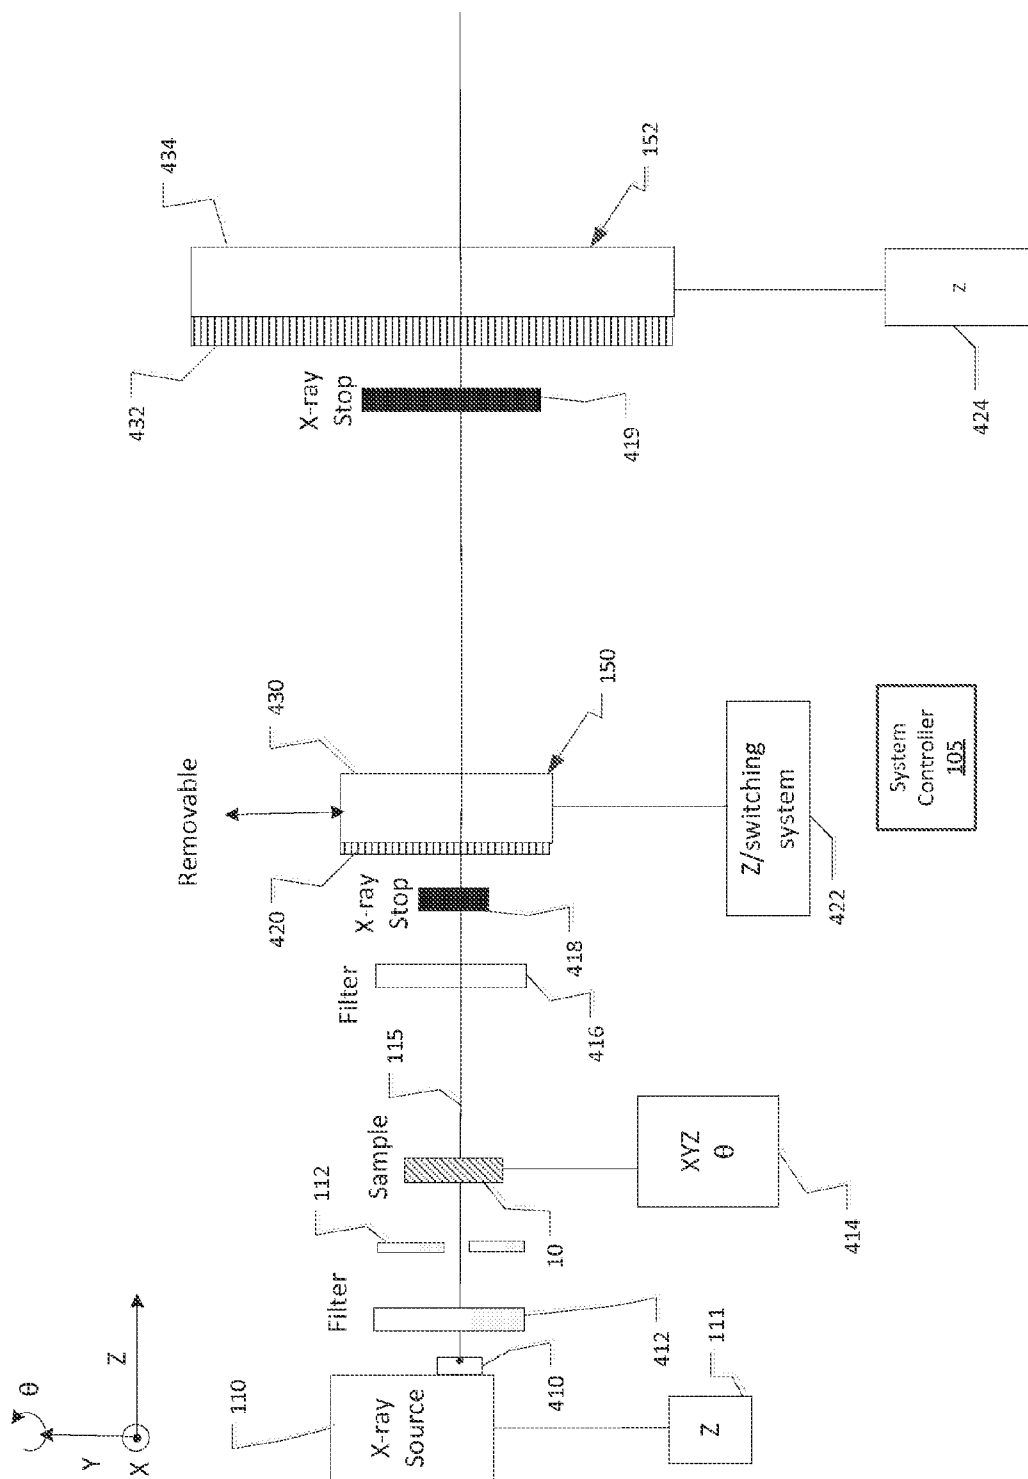 θ
Y
X
Z
110
X-ray
Source
Z
111
410
Filter
412
112
10
Sample
115
XYZ
θ
414
Filter
416
X-ray
Stop
418
420
Removable
430
150
Z/switching
system
422
System
Controller
105
X-ray
Stop
419
432
434
152
Z
424